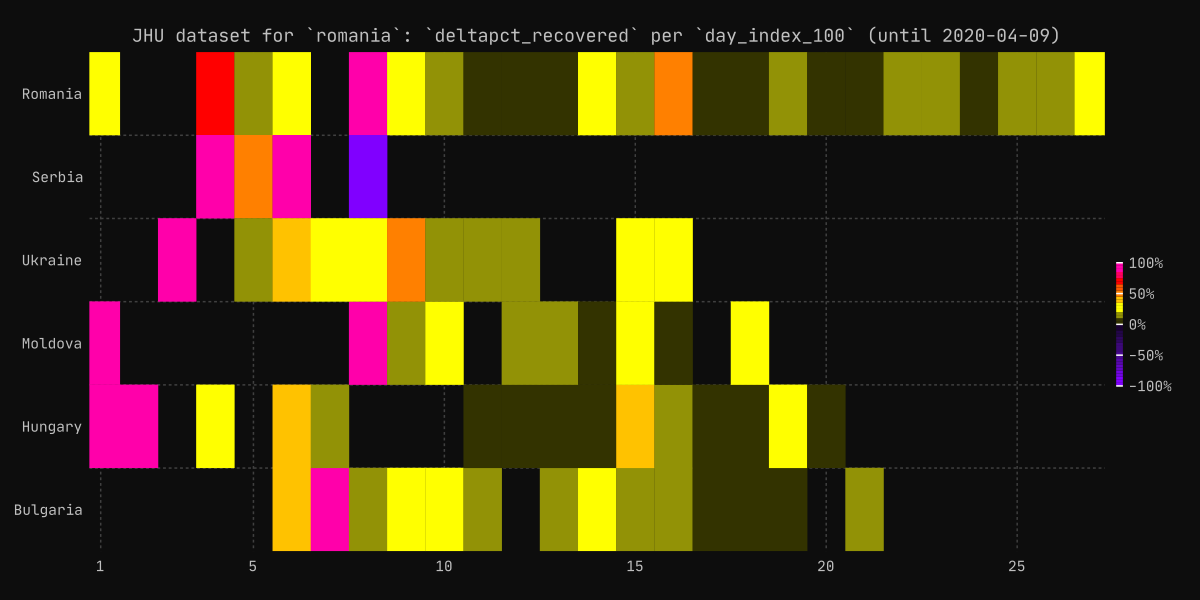 JHU dataset for `romania`: `deltapct_recovered` per `day_index_100` (until 2020-04-09)
Romania
Serbia
Ukraine
Moldova
Hungary
Bulgaria
100%
50%
0%
-50%
-100%
1 5 10 15 20 25